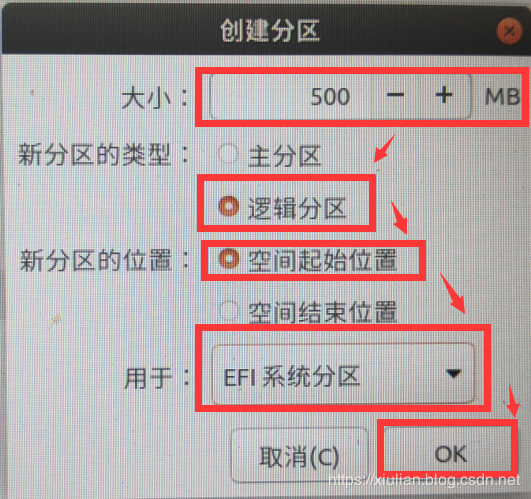 创建分区
大小： 500 − + MB
新分区的类型： 主分区
逻辑分区
新分区的位置： 空间起始位置
空间结束位置
用于： EFI 系统分区
取消(C) OK
https://xiulian.blog.csdn.net